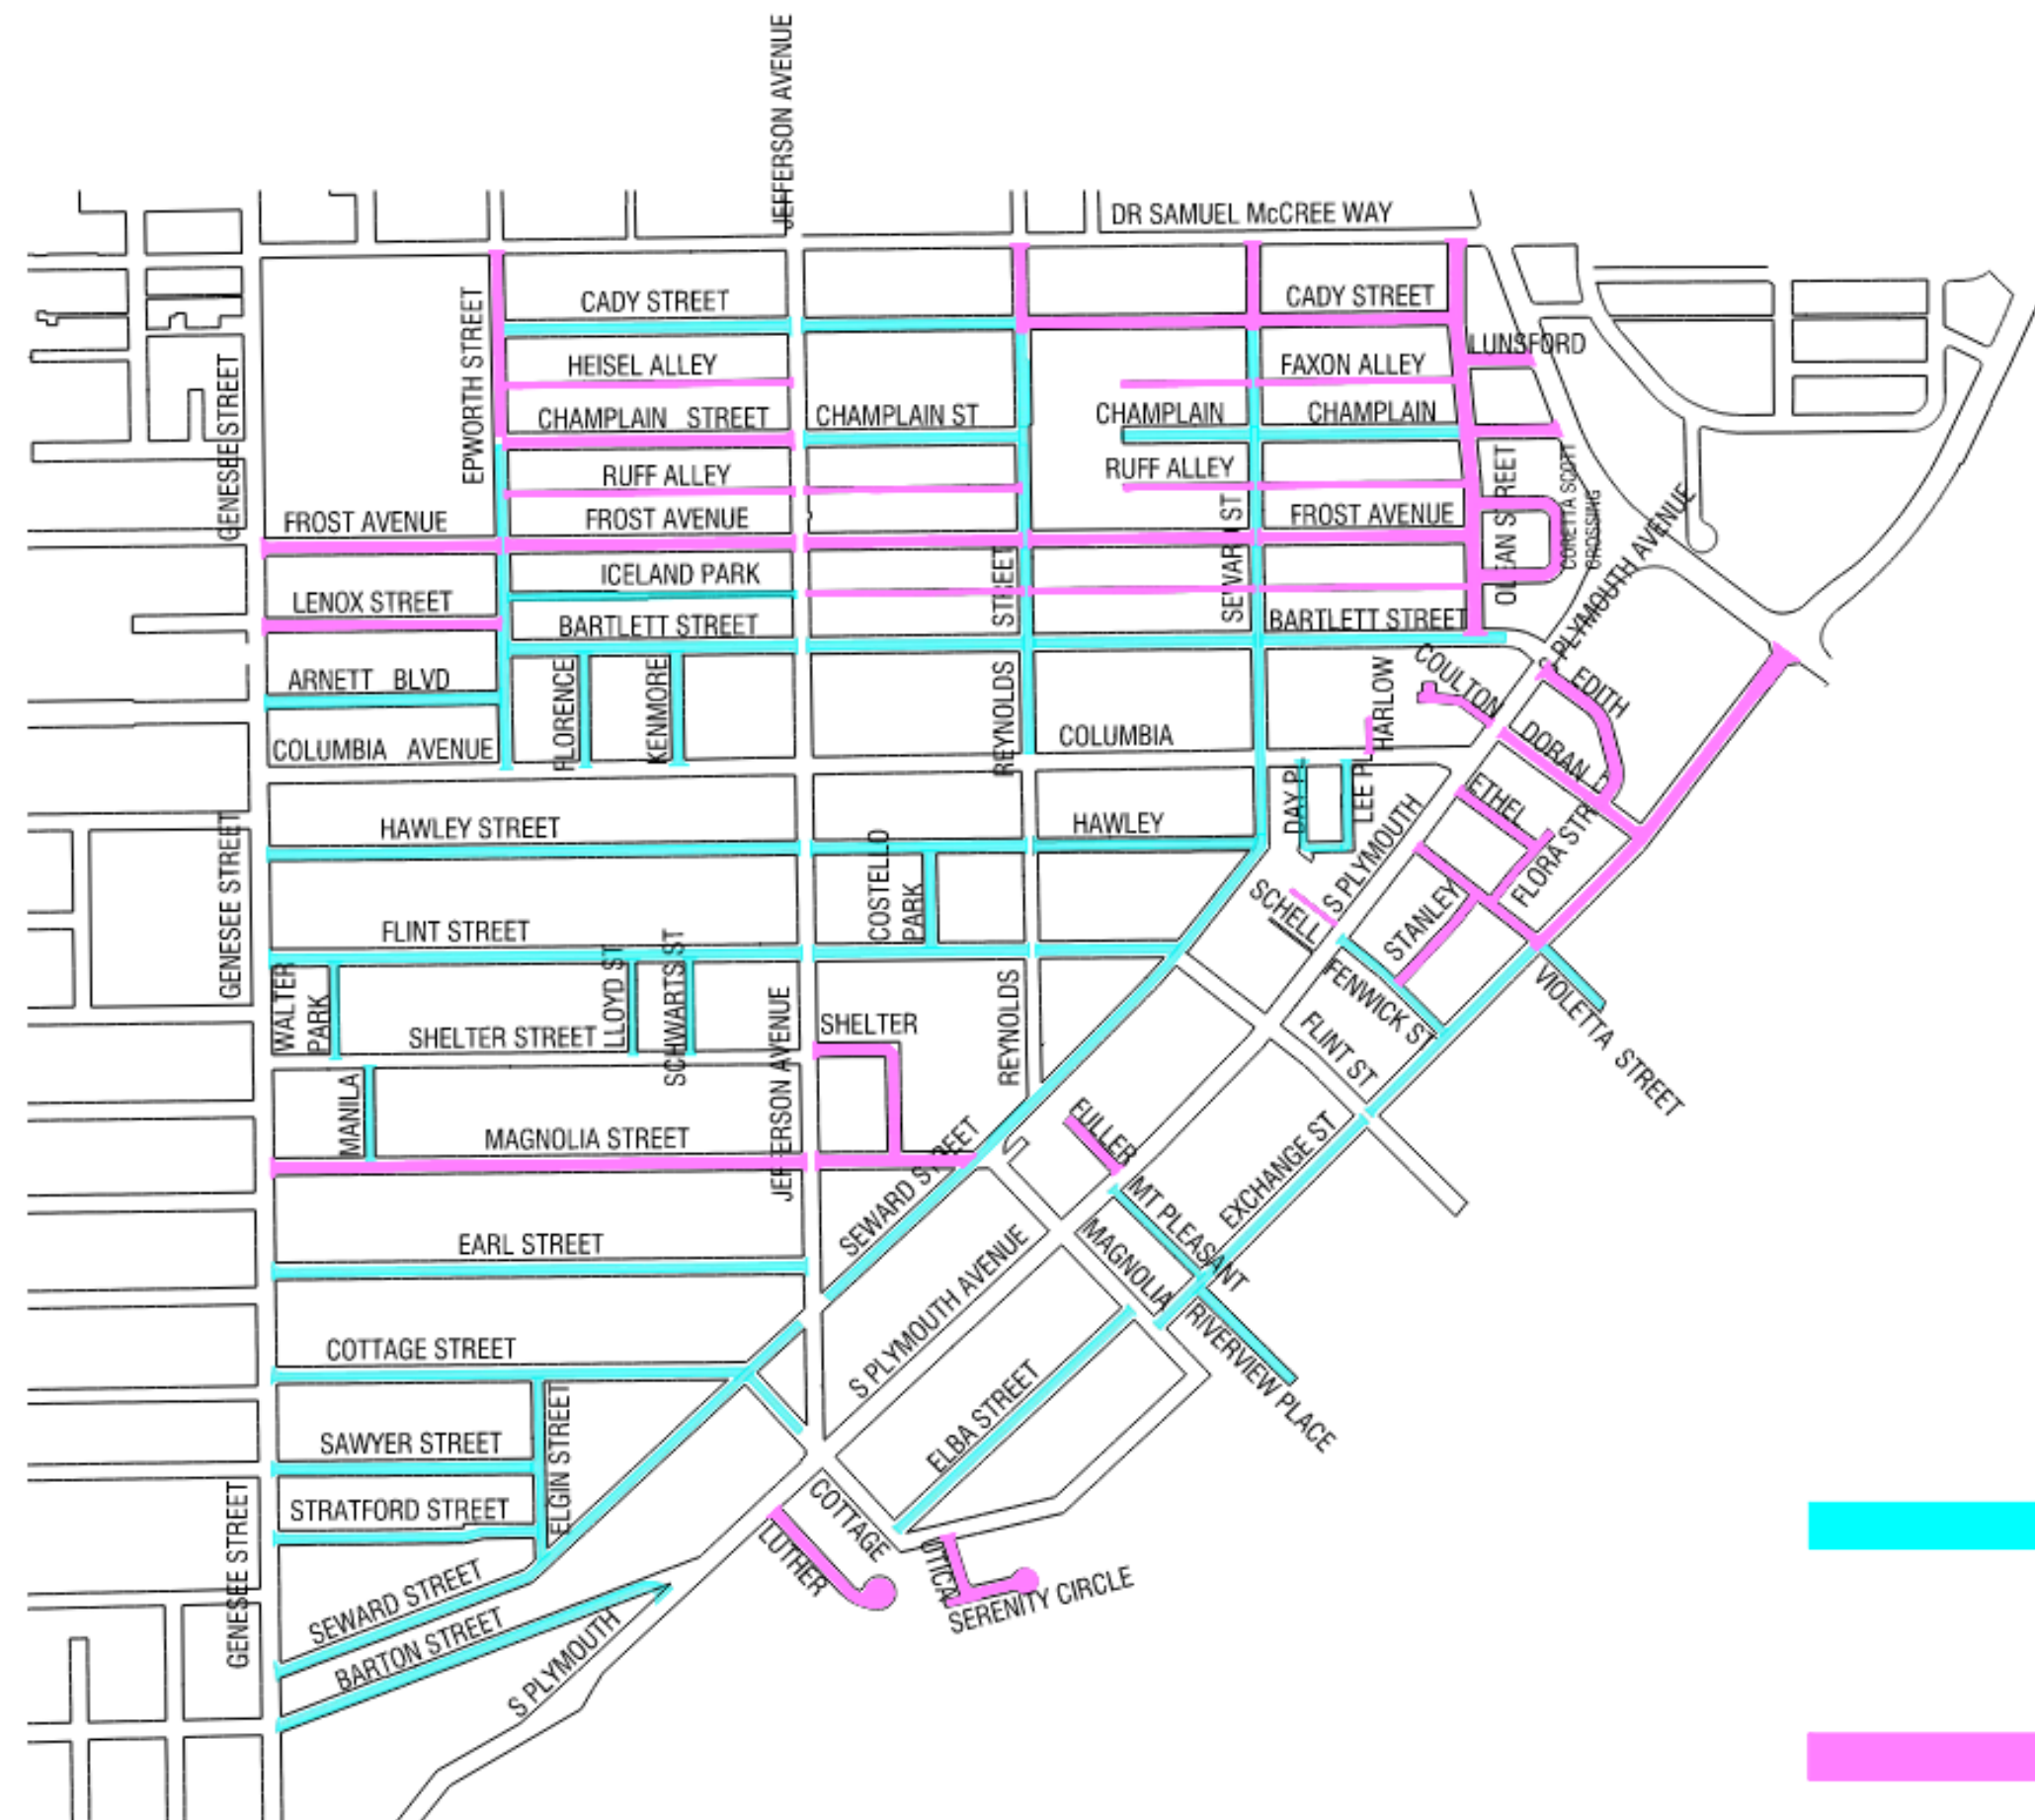 JEFFERSON AVENUE
DR SAMUEL McCREE WAY
CADY STREET
CADY STREET
EPWORTH STREET
LUNSFORD
GENESEE STREET
HEISEL ALLEY
FAXON ALLEY
CHAMPLAIN STREET
CHAMPLAIN ST
CHAMPLAIN
CHAMPLAIN
RUFF ALLEY
RUFF ALLEY
FROST AVENUE
FROST AVENUE
FROST AVENUE
SEWARD ST
OLEAN STREET
CORETTA SCOTT
CROSSING
S PLYMOUTH AVENUE
ICELAND PARK
STREET
LENOX STREET
BARTLETT STREET
BARTLETT STREET
ARNETT BLVD
FLORENCE
KENMORE
REYNOLDS
COULTON
HARLOW
EDITH
COLUMBIA AVENUE
COLUMBIA
DORAN
DAY PL
LEE PL
ETHEL
FLORA STR
HAWLEY STREET
HAWLEY
COSTELLO
PARK
S PLYMOUTH
SCHELL
STANLEY
GENESEE STREET
FLINT STREET
WALTER
PARK
LLOYD ST
SCHWARTS ST
FENWICK ST
VIOLETTA STREET
SHELTER STREET
SHELTER
REYNOLDS
FLINT ST
JEFFERSON AVENUE
MANILA
MAGNOLIA STREET
FULLER
SEWARD STREET
EXCHANGE ST
MT PLEASANT
MAGNOLIA
EARL STREET
S PLYMOUTH AVENUE
RIVERVIEW PLACE
COTTAGE STREET
ELBA STREET
SAWYER STREET
ELGIN STREET
STRATFORD STREET
COTTAGE
LUTHER
UTICA
SERENITY CIRCLE
GENESEE STREET
SEWARD STREET
BARTON STREET
S PLYMOUTH